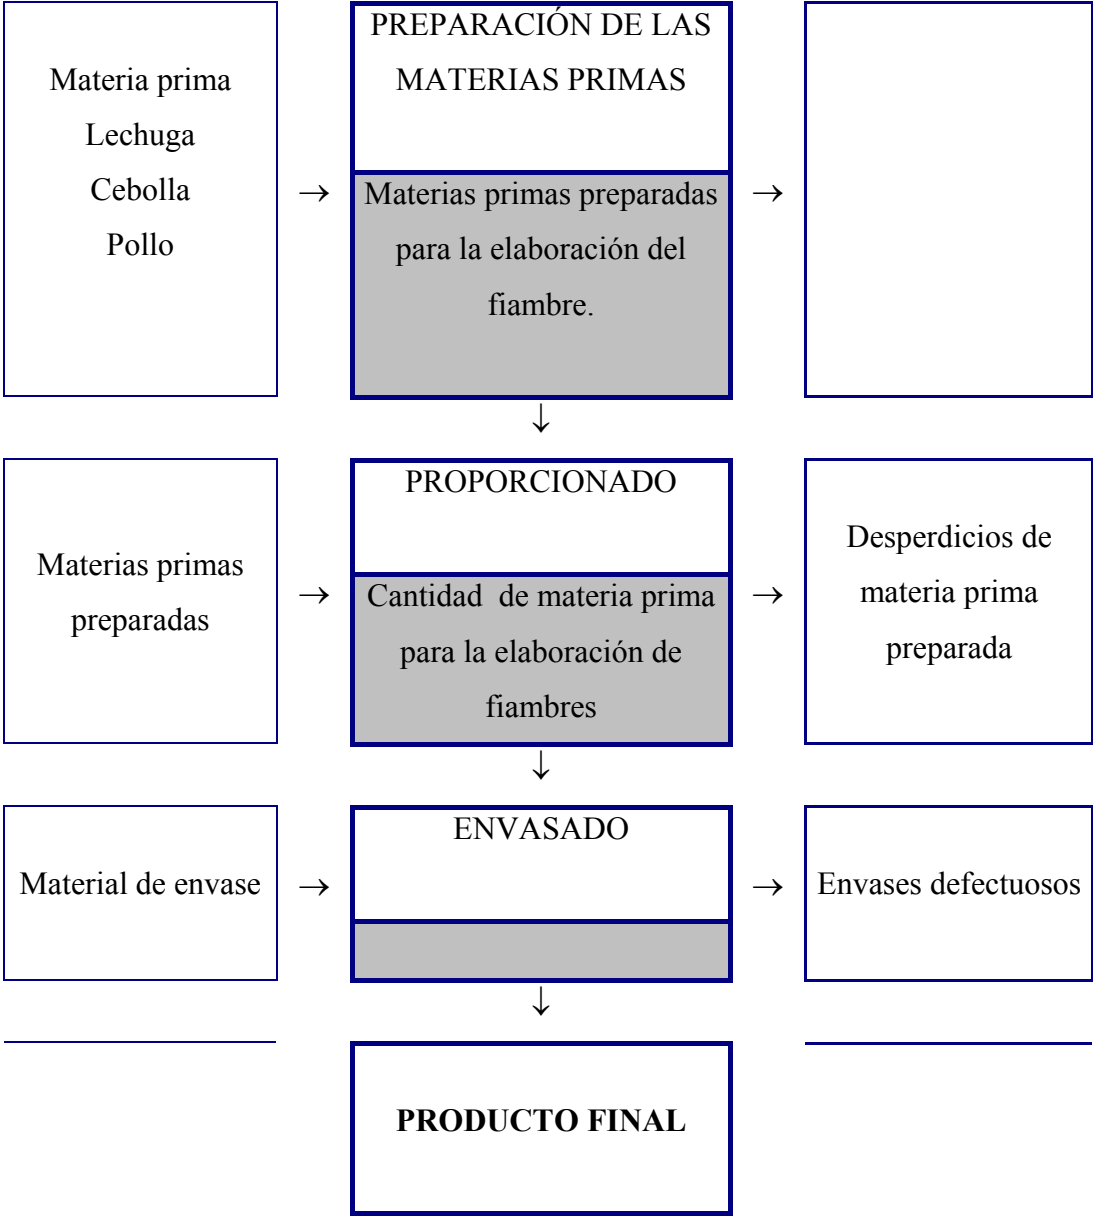 Materia prima
Lechuga
Cebolla
Pollo
→
PREPARACIÓN DE LAS
MATERIAS PRIMAS
Materias primas preparadas
para la elaboración del
fiambre.
→
↓
Materias primas
preparadas
→
PROPORCIONADO
Cantidad de materia prima
para la elaboración de
fiambres
→
Desperdicios de
materia prima
preparada
↓
Material de envase
→
ENVASADO
→
Envases defectuosos
↓
PRODUCTO FINAL